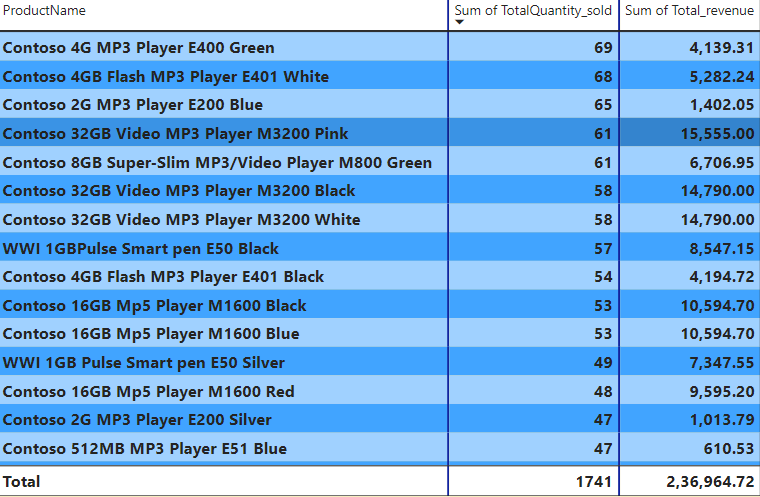 ProductName Sum of TotalQuantity_sold Sum of Total_revenue
Contoso 4G MP3 Player E400 Green 69 4,139.31
Contoso 4GB Flash MP3 Player E401 White 68 5,282.24
Contoso 2G MP3 Player E200 Blue 65 1,402.05
Contoso 32GB Video MP3 Player M3200 Pink 61 15,555.00
Contoso 8GB Super-Slim MP3/Video Player M800 Green 61 6,706.95
Contoso 32GB Video MP3 Player M3200 Black 58 14,790.00
Contoso 32GB Video MP3 Player M3200 White 58 14,790.00
WWI 1GBPulse Smart pen E50 Black 57 8,547.15
Contoso 4GB Flash MP3 Player E401 Black 54 4,194.72
Contoso 16GB Mp5 Player M1600 Black 53 10,594.70
Contoso 16GB Mp5 Player M1600 Blue 53 10,594.70
WWI 1GB Pulse Smart pen E50 Silver 49 7,347.55
Contoso 16GB Mp5 Player M1600 Red 48 9,595.20
Contoso 2G MP3 Player E200 Silver 47 1,013.79
Contoso 512MB MP3 Player E51 Blue 47 610.53
Total 1741 2,36,964.72